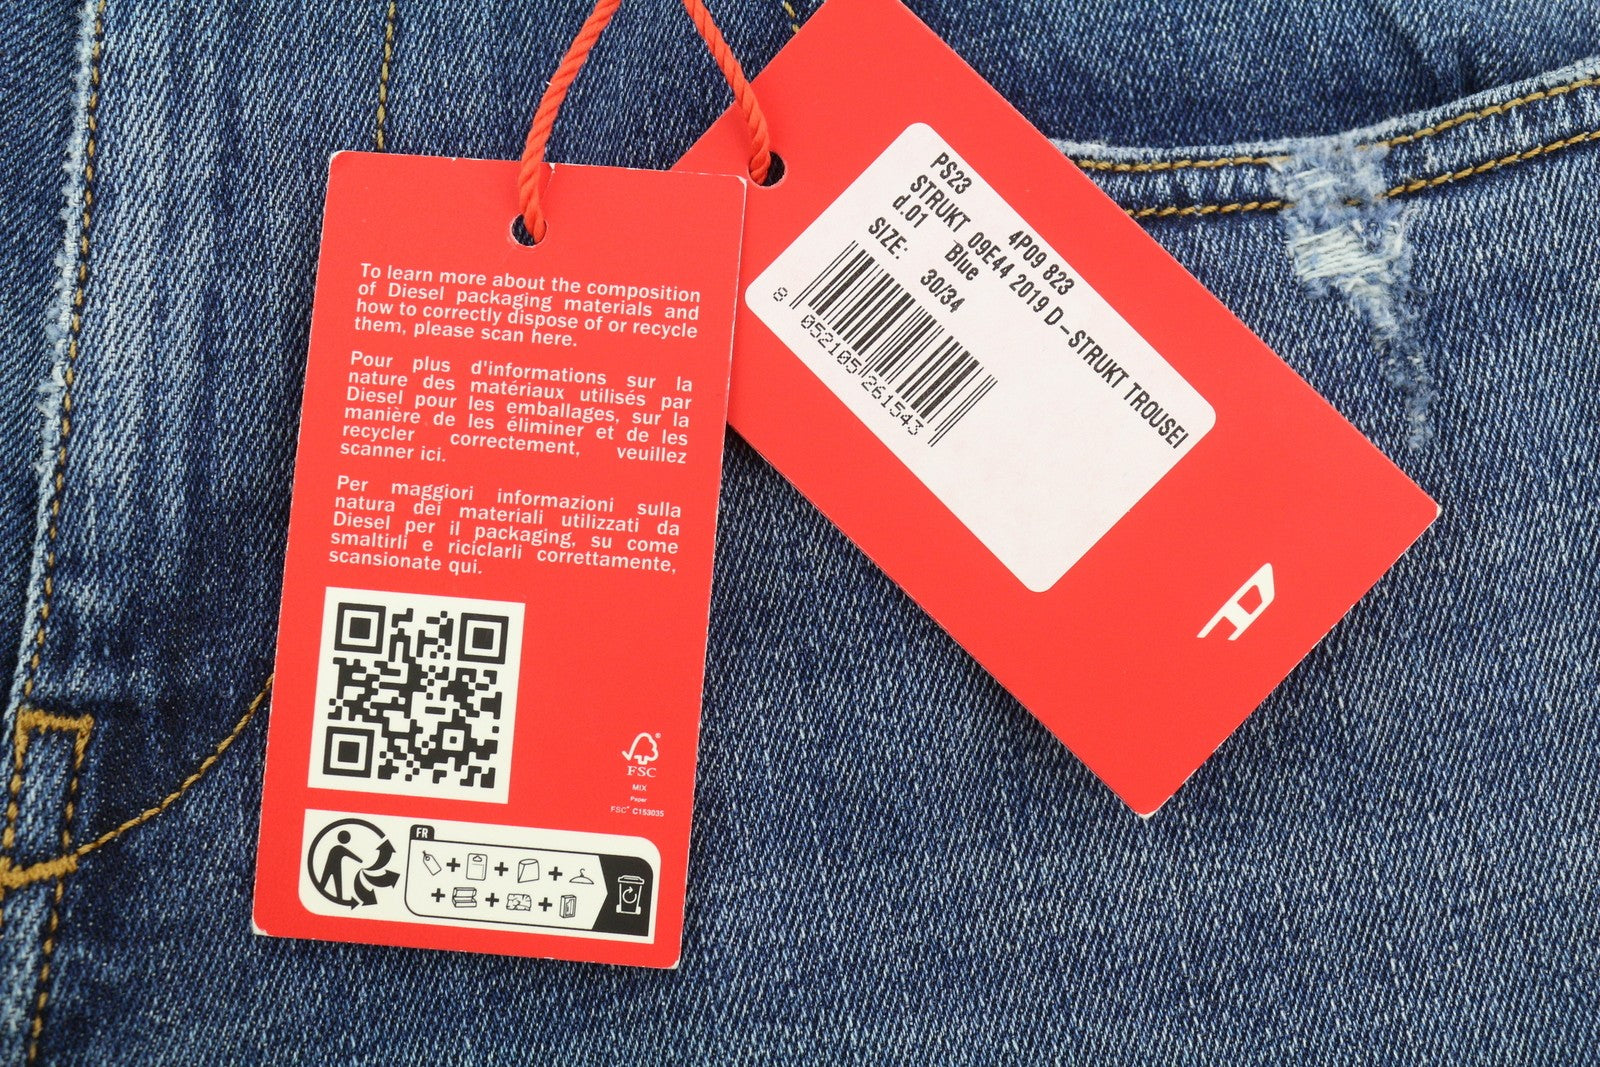 To learn more about the composition
of Diesel packaging materials and
how to correctly dispose of or recycle
them, please scan here.
Pour plus d'informations sur la
nature des matériaux utilisés par
Diesel pour les emballages, sur la
manière de les éliminer et de les
recycler correctement, veuillez
scanner ici.
Per maggiori informazioni sulla
natura dei materiali utilizzati da
Diesel per il packaging, su come
smaltirli e riciclarli correttamente,
scansionate qui.
FSC
MIX
Paper
FSC® C153035
FR
PS23 4P09 823
STRUKT 09E44 2019 D-STRUKT TROUSEI
d.01 Blue
SIZE: 30/34
8 052105 261543
D